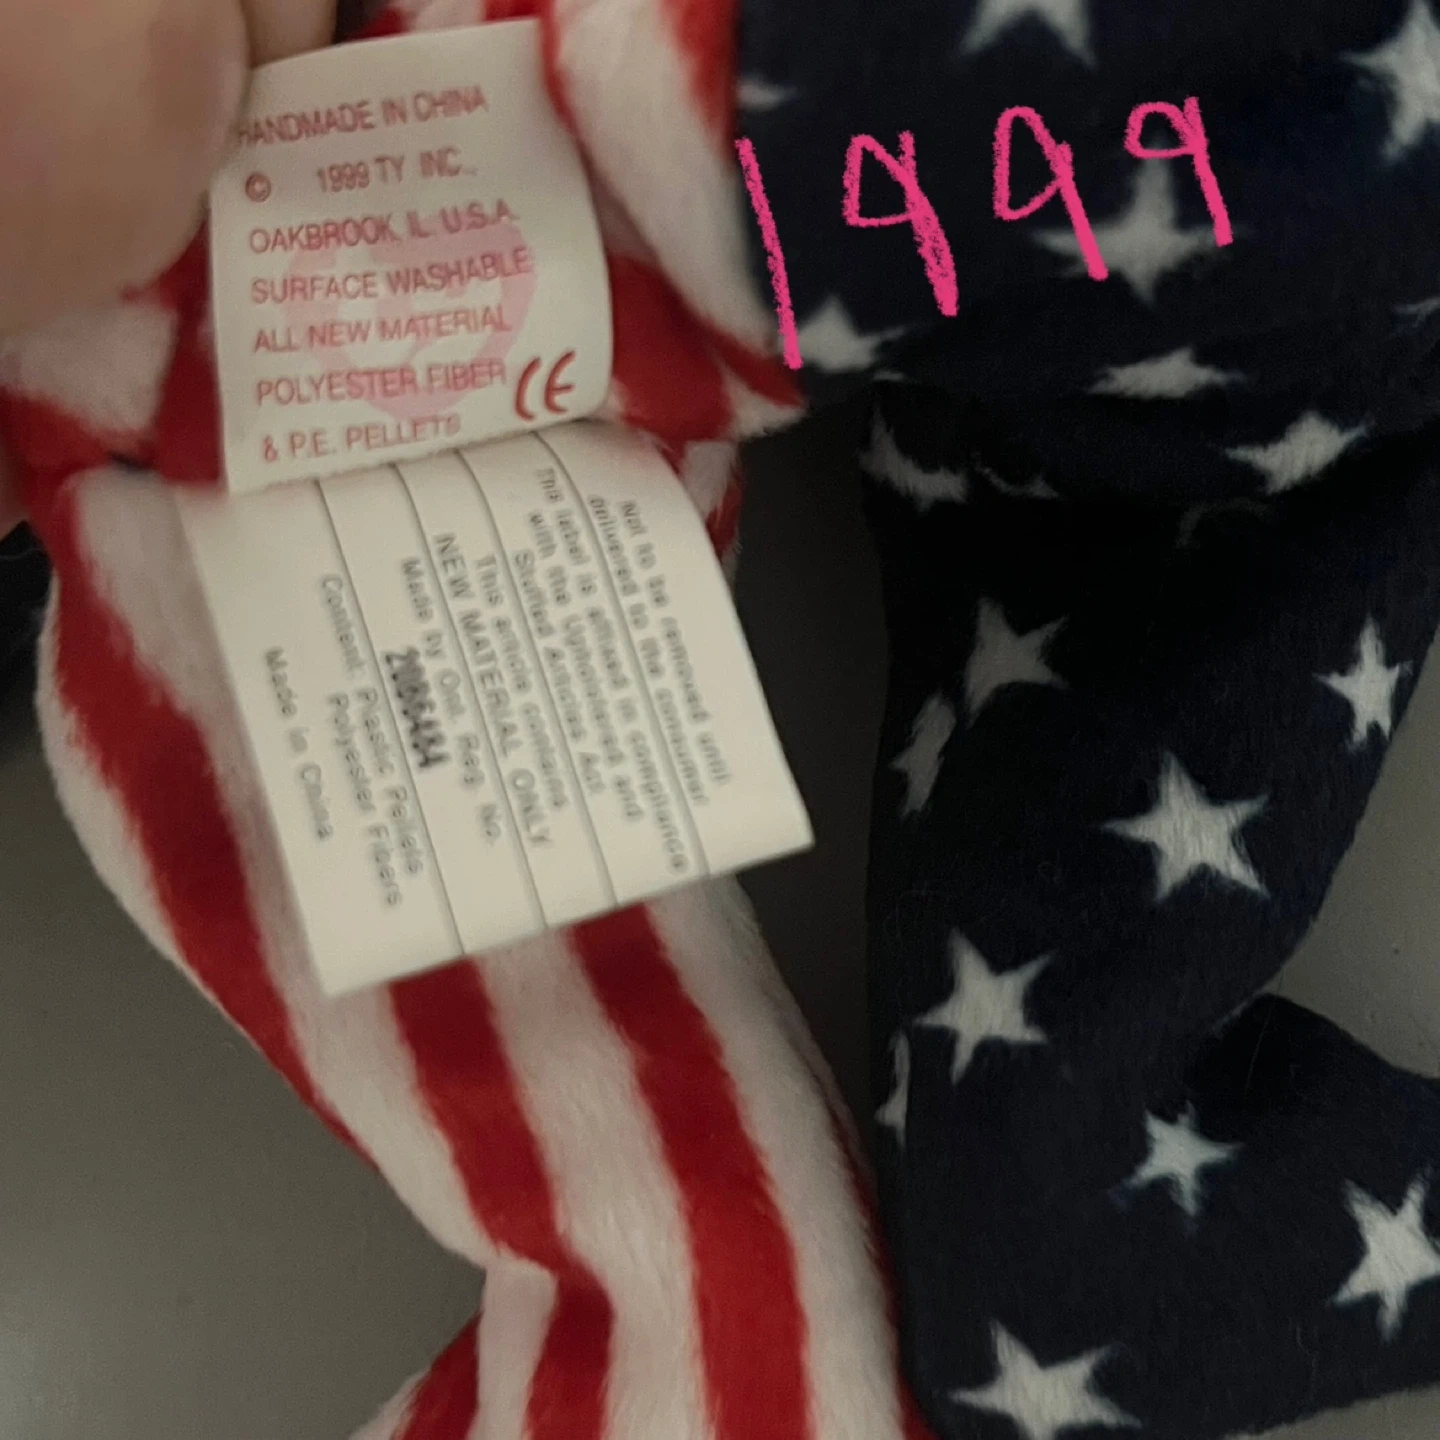 HANDMADE IN CHINA
© 1999 TY INC.
OAKBROOK, IL. U.S.A.
SURFACE WASHABLE
ALL NEW MATERIAL
POLYESTER FIBER
& P.E. PELLETS
CE
1999
Not to be removed until
delivered to the consumer
This label is affixed in compliance
with the Upholstered and
Stuffed Articles Act
This article contains
NEW MATERIAL ONLY
Made by Ont. Reg. No.
20B6484
Content: Plastic Pellets
Polyester Fibers
Made in China